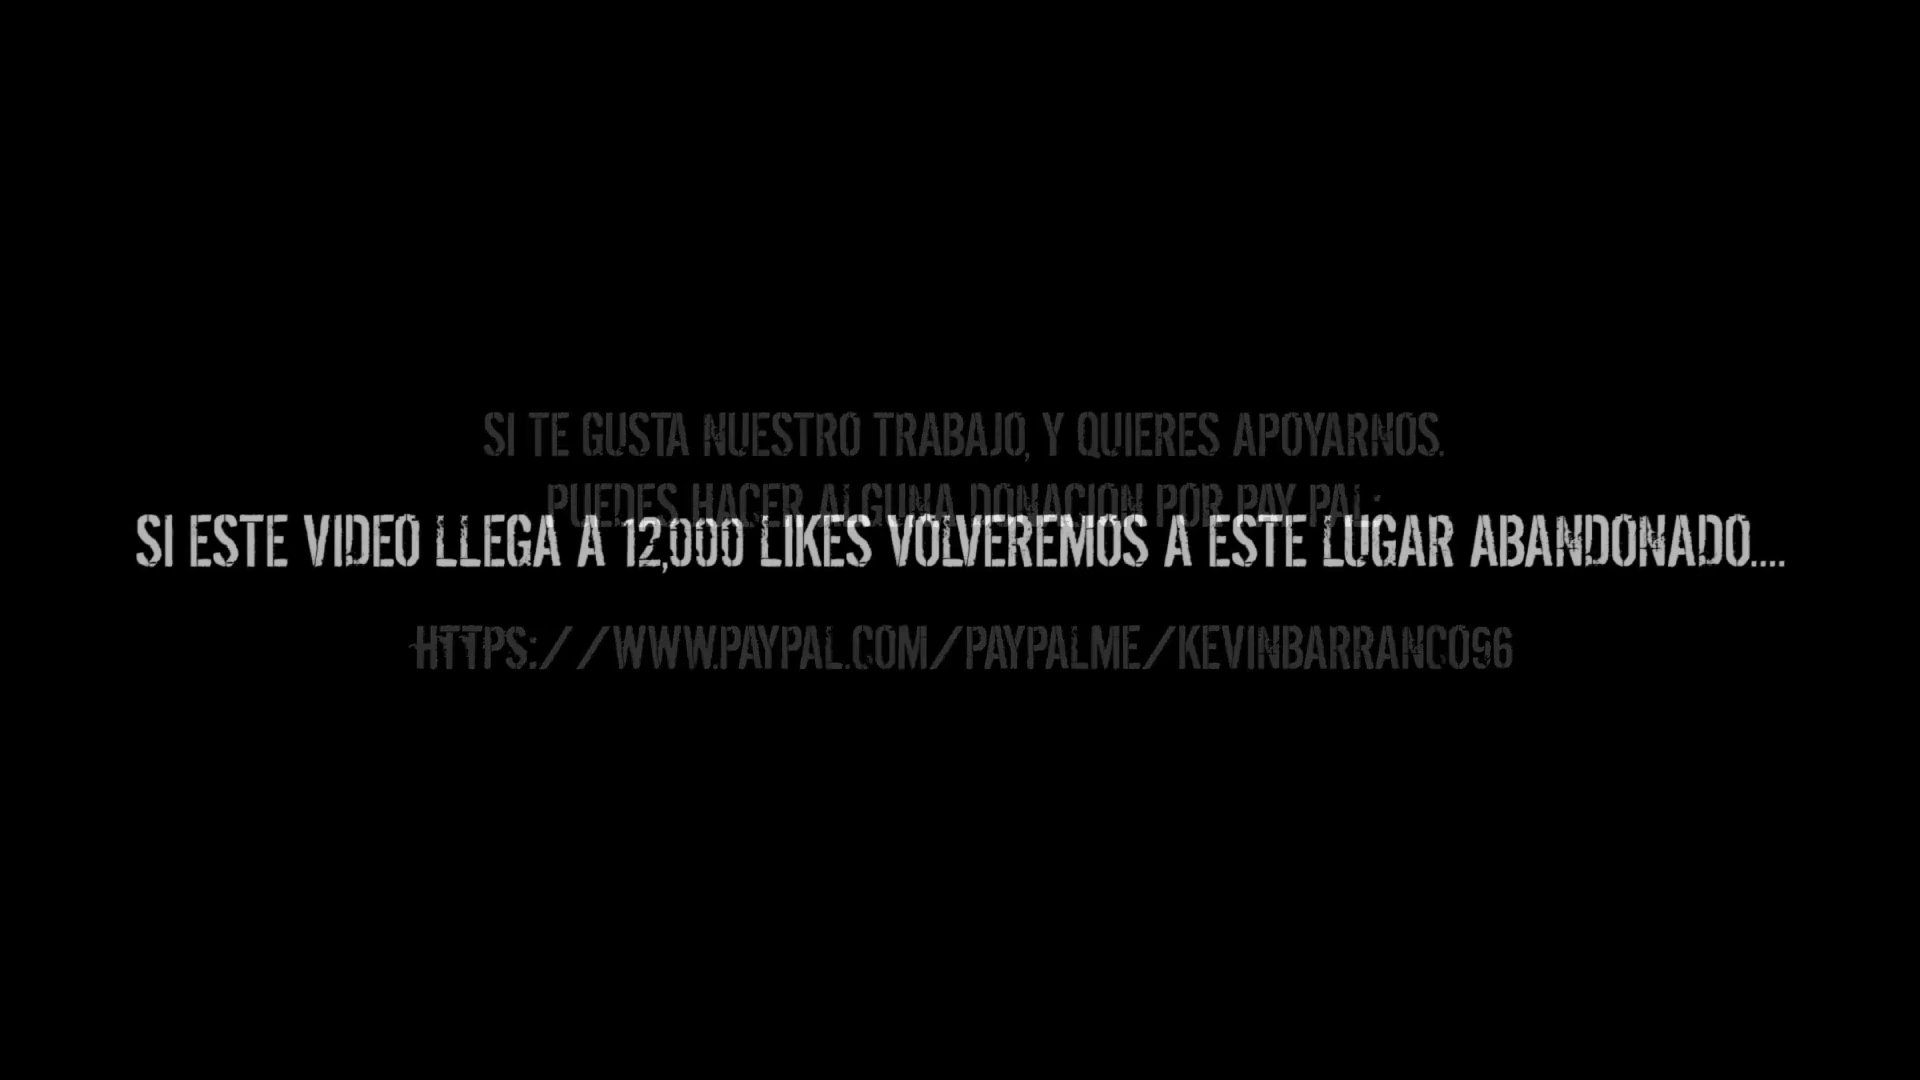 SI TE GUSTA NUESTRO TRABAJO, Y QUIERES APOYARNOS.
PUEDES HACER ALGUNA DONACION POR PAY PAL:
SI ESTE VIDEO LLEGA A 12,000 LIKES VOLVEREMOS A ESTE LUGAR ABANDONADO....
HTTPS://WWW.PAYPAL.COM/PAYPALME/KEVINBARRANCO96